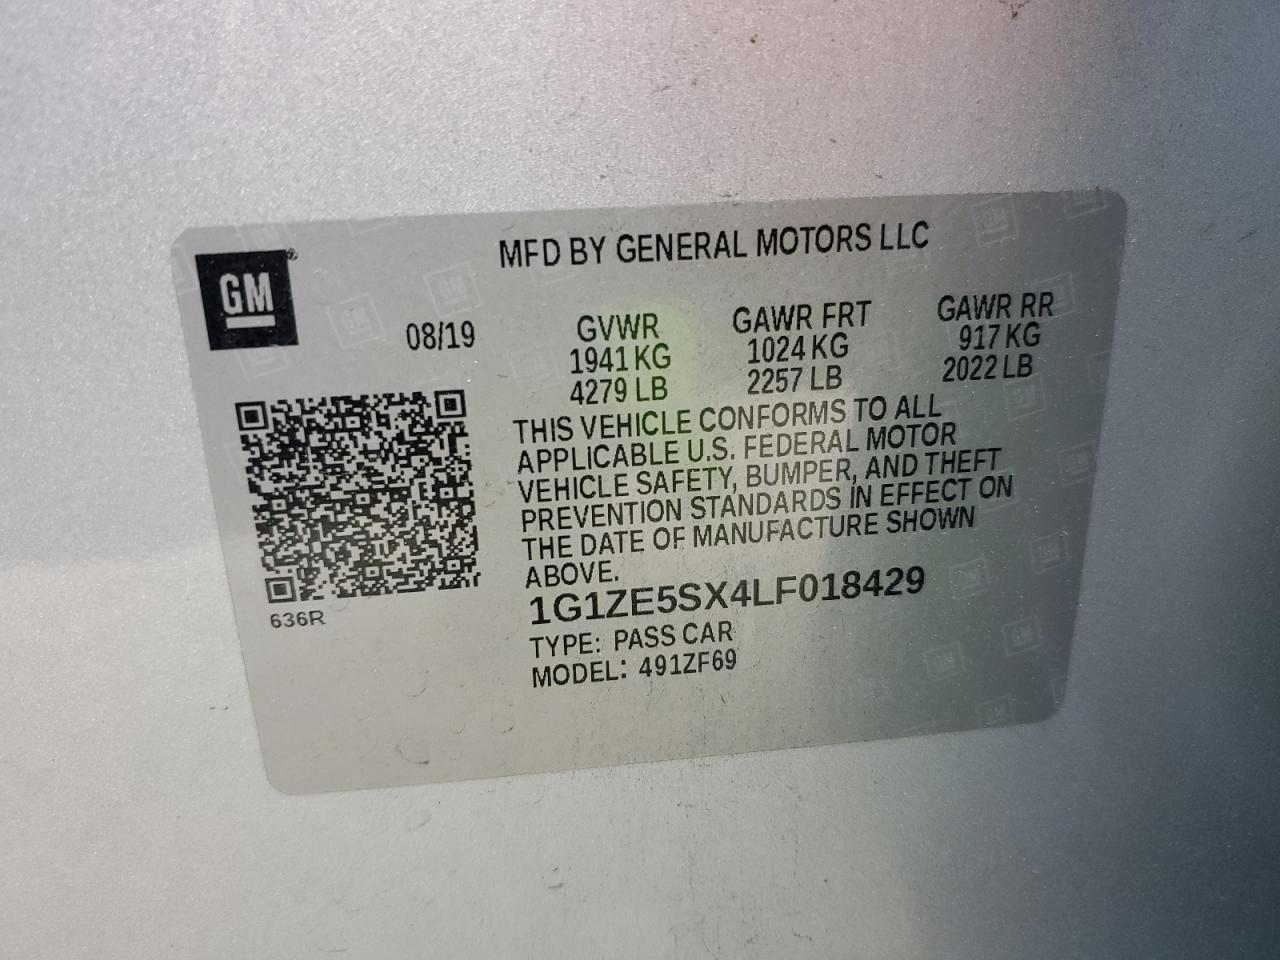 MFD BY GENERAL MOTORS LLC
GM®
08/19
GVWR GAWR FRT GAWR RR
1941 KG 1024 KG 917 KG
4279 LB 2257 LB 2022 LB
THIS VEHICLE CONFORMS TO ALL
APPLICABLE U.S. FEDERAL MOTOR
VEHICLE SAFETY, BUMPER, AND THEFT
PREVENTION STANDARDS IN EFFECT ON
THE DATE OF MANUFACTURE SHOWN
ABOVE.
636R
1G1ZE5SX4LF018429
TYPE: PASS CAR
MODEL: 491ZF69